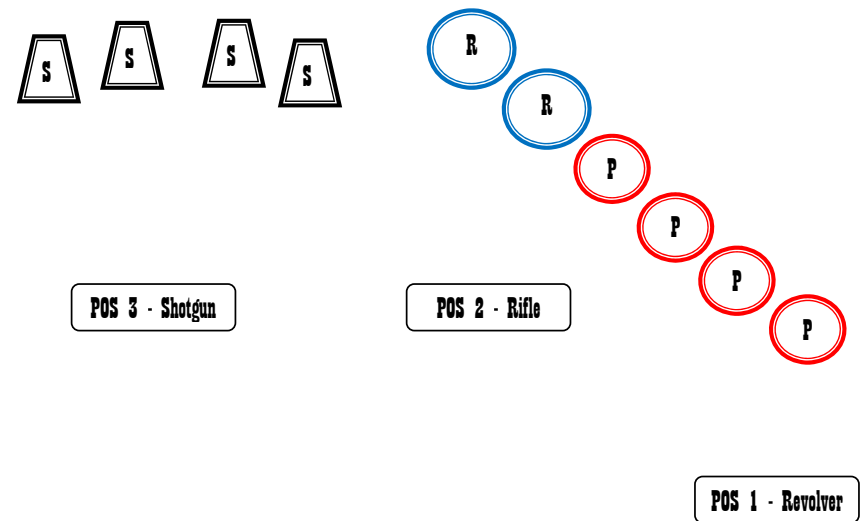 S
S
S
S
R
R
P
P
P
P
POS 3 - Shotgun
POS 2 - Rifle
POS 1 - Revolver